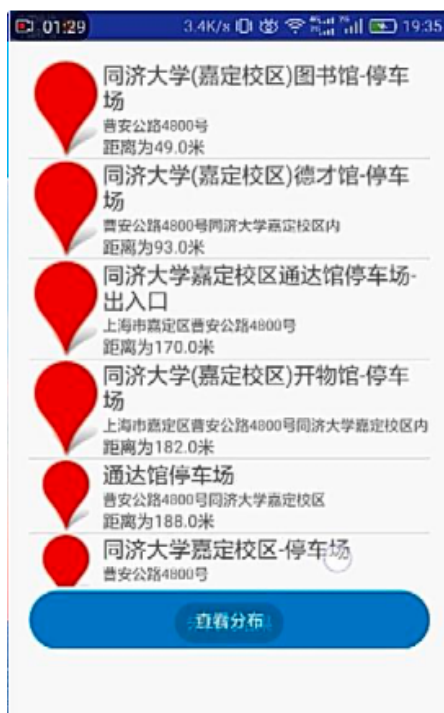 01:29 3.4K/s 4G 19:35
同济大学(嘉定校区)图书馆-停车
场
曹安公路4800号
距离为49.0米
同济大学(嘉定校区)德才馆-停车
场
曹安公路4800号同济大学嘉定校区内
距离为93.0米
同济大学嘉定校区通达馆停车场-
出入口
上海市嘉定区曹安公路4800号
距离为170.0米
同济大学(嘉定校区)开物馆-停车
场
上海市嘉定区曹安公路4800号同济大学嘉定校区内
距离为182.0米
通达馆停车场
曹安公路4800号同济大学嘉定校区
距离为188.0米
同济大学嘉定校区-停车场
曹安公路4800号
查看分布